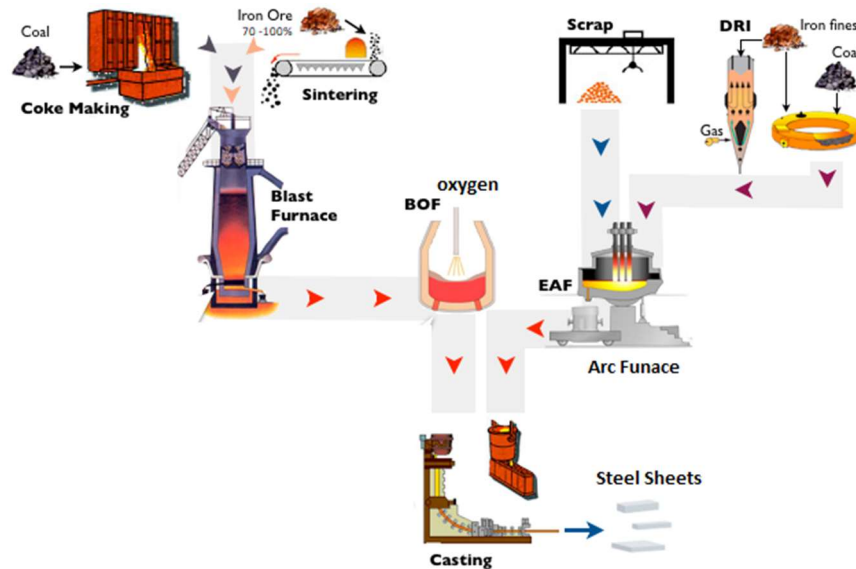 Coal
Coke Making
Iron Ore
70 -100%
Sintering
Blast
Furnace
oxygen
BOF
Scrap
DRI
Iron fines
Coal
Gas
EAF
Arc Funace
Casting
Steel Sheets